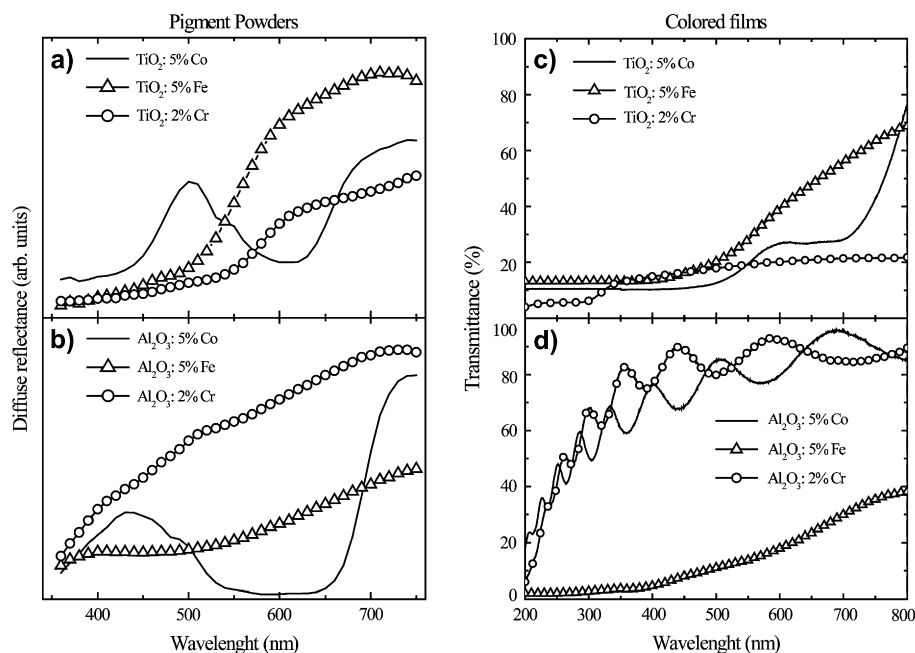 Pigment Powders
Colored films
a)
TiO₂: 5% Co
TiO₂: 5% Fe
TiO₂: 2% Cr
b)
Al₂O₃: 5% Co
Al₂O₃: 5% Fe
Al₂O₃: 2% Cr
Diffuse reflectance (arb. units)
400
500
600
700
Wavelenght (nm)
c)
TiO₂: 5% Co
TiO₂: 5% Fe
TiO₂: 2% Cr
100
80
60
40
20
d)
Al₂O₃: 5% Co
Al₂O₃: 5% Fe
Al₂O₃: 2% Cr
100
80
60
40
20
0
Transmittance (%)
200
300
400
500
600
700
800
Wavelenght (nm)